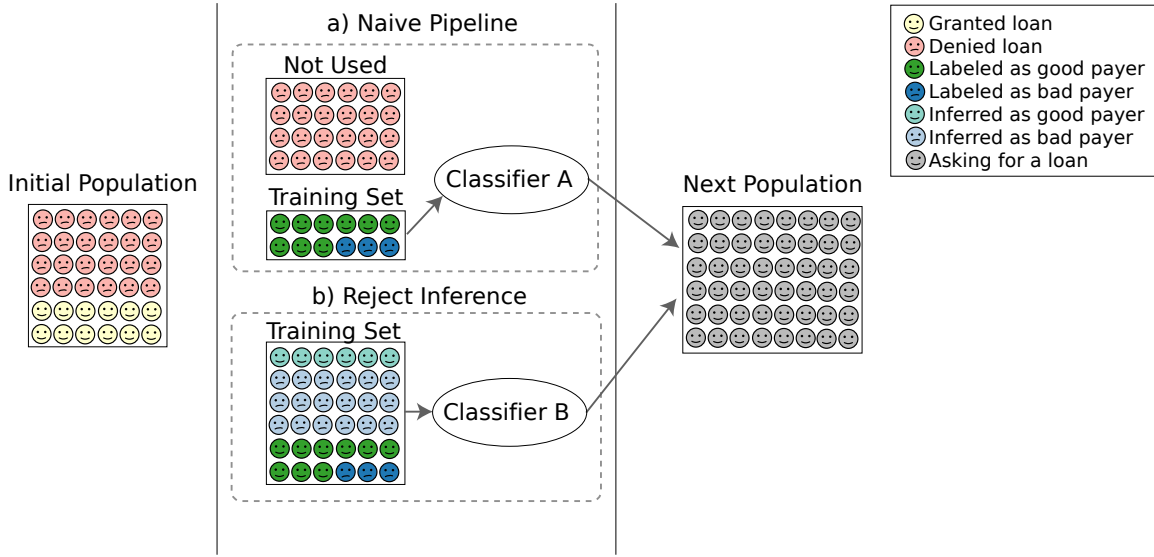 a) Naive Pipeline
Not Used
Training Set
Classifier A
Initial Population
b) Reject Inference
Training Set
Classifier B
Next Population
Granted loan
Denied loan
Labeled as good payer
Labeled as bad payer
Inferred as good payer
Inferred as bad payer
Asking for a loan